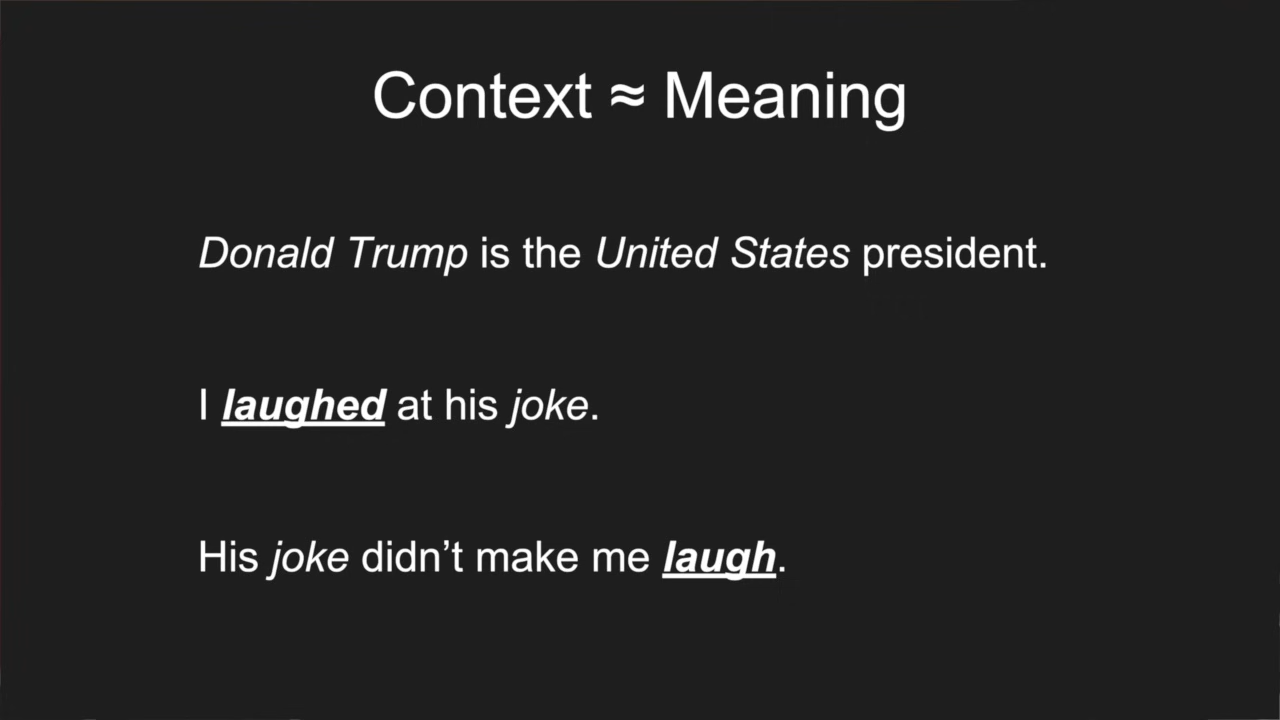 Context ≈ Meaning
Donald Trump is the United States president.
I laughed at his joke.
His joke didn’t make me laugh.